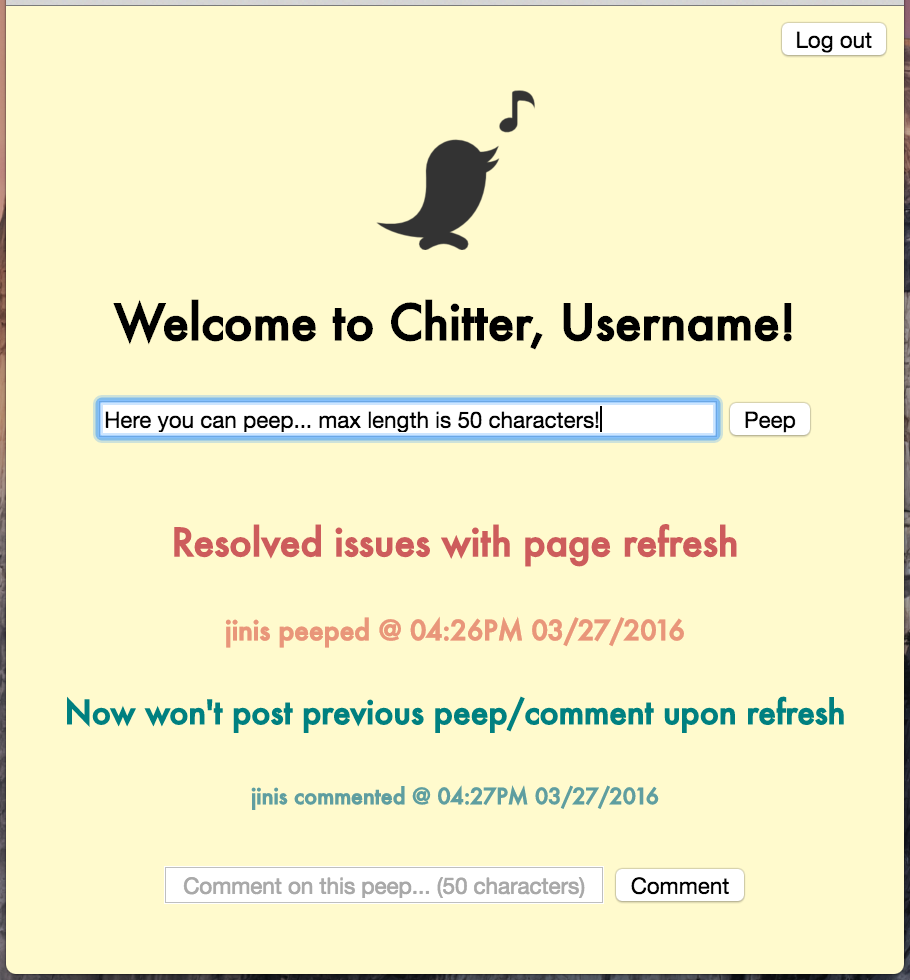 Log out
Welcome to Chitter, Username!
Here you can peep... max length is 50 characters! Peep
Resolved issues with page refresh
jinis peeped @ 04:26PM 03/27/2016
Now won't post previous peep/comment upon refresh
jinis commented @ 04:27PM 03/27/2016
Comment on this peep... (50 characters) Comment